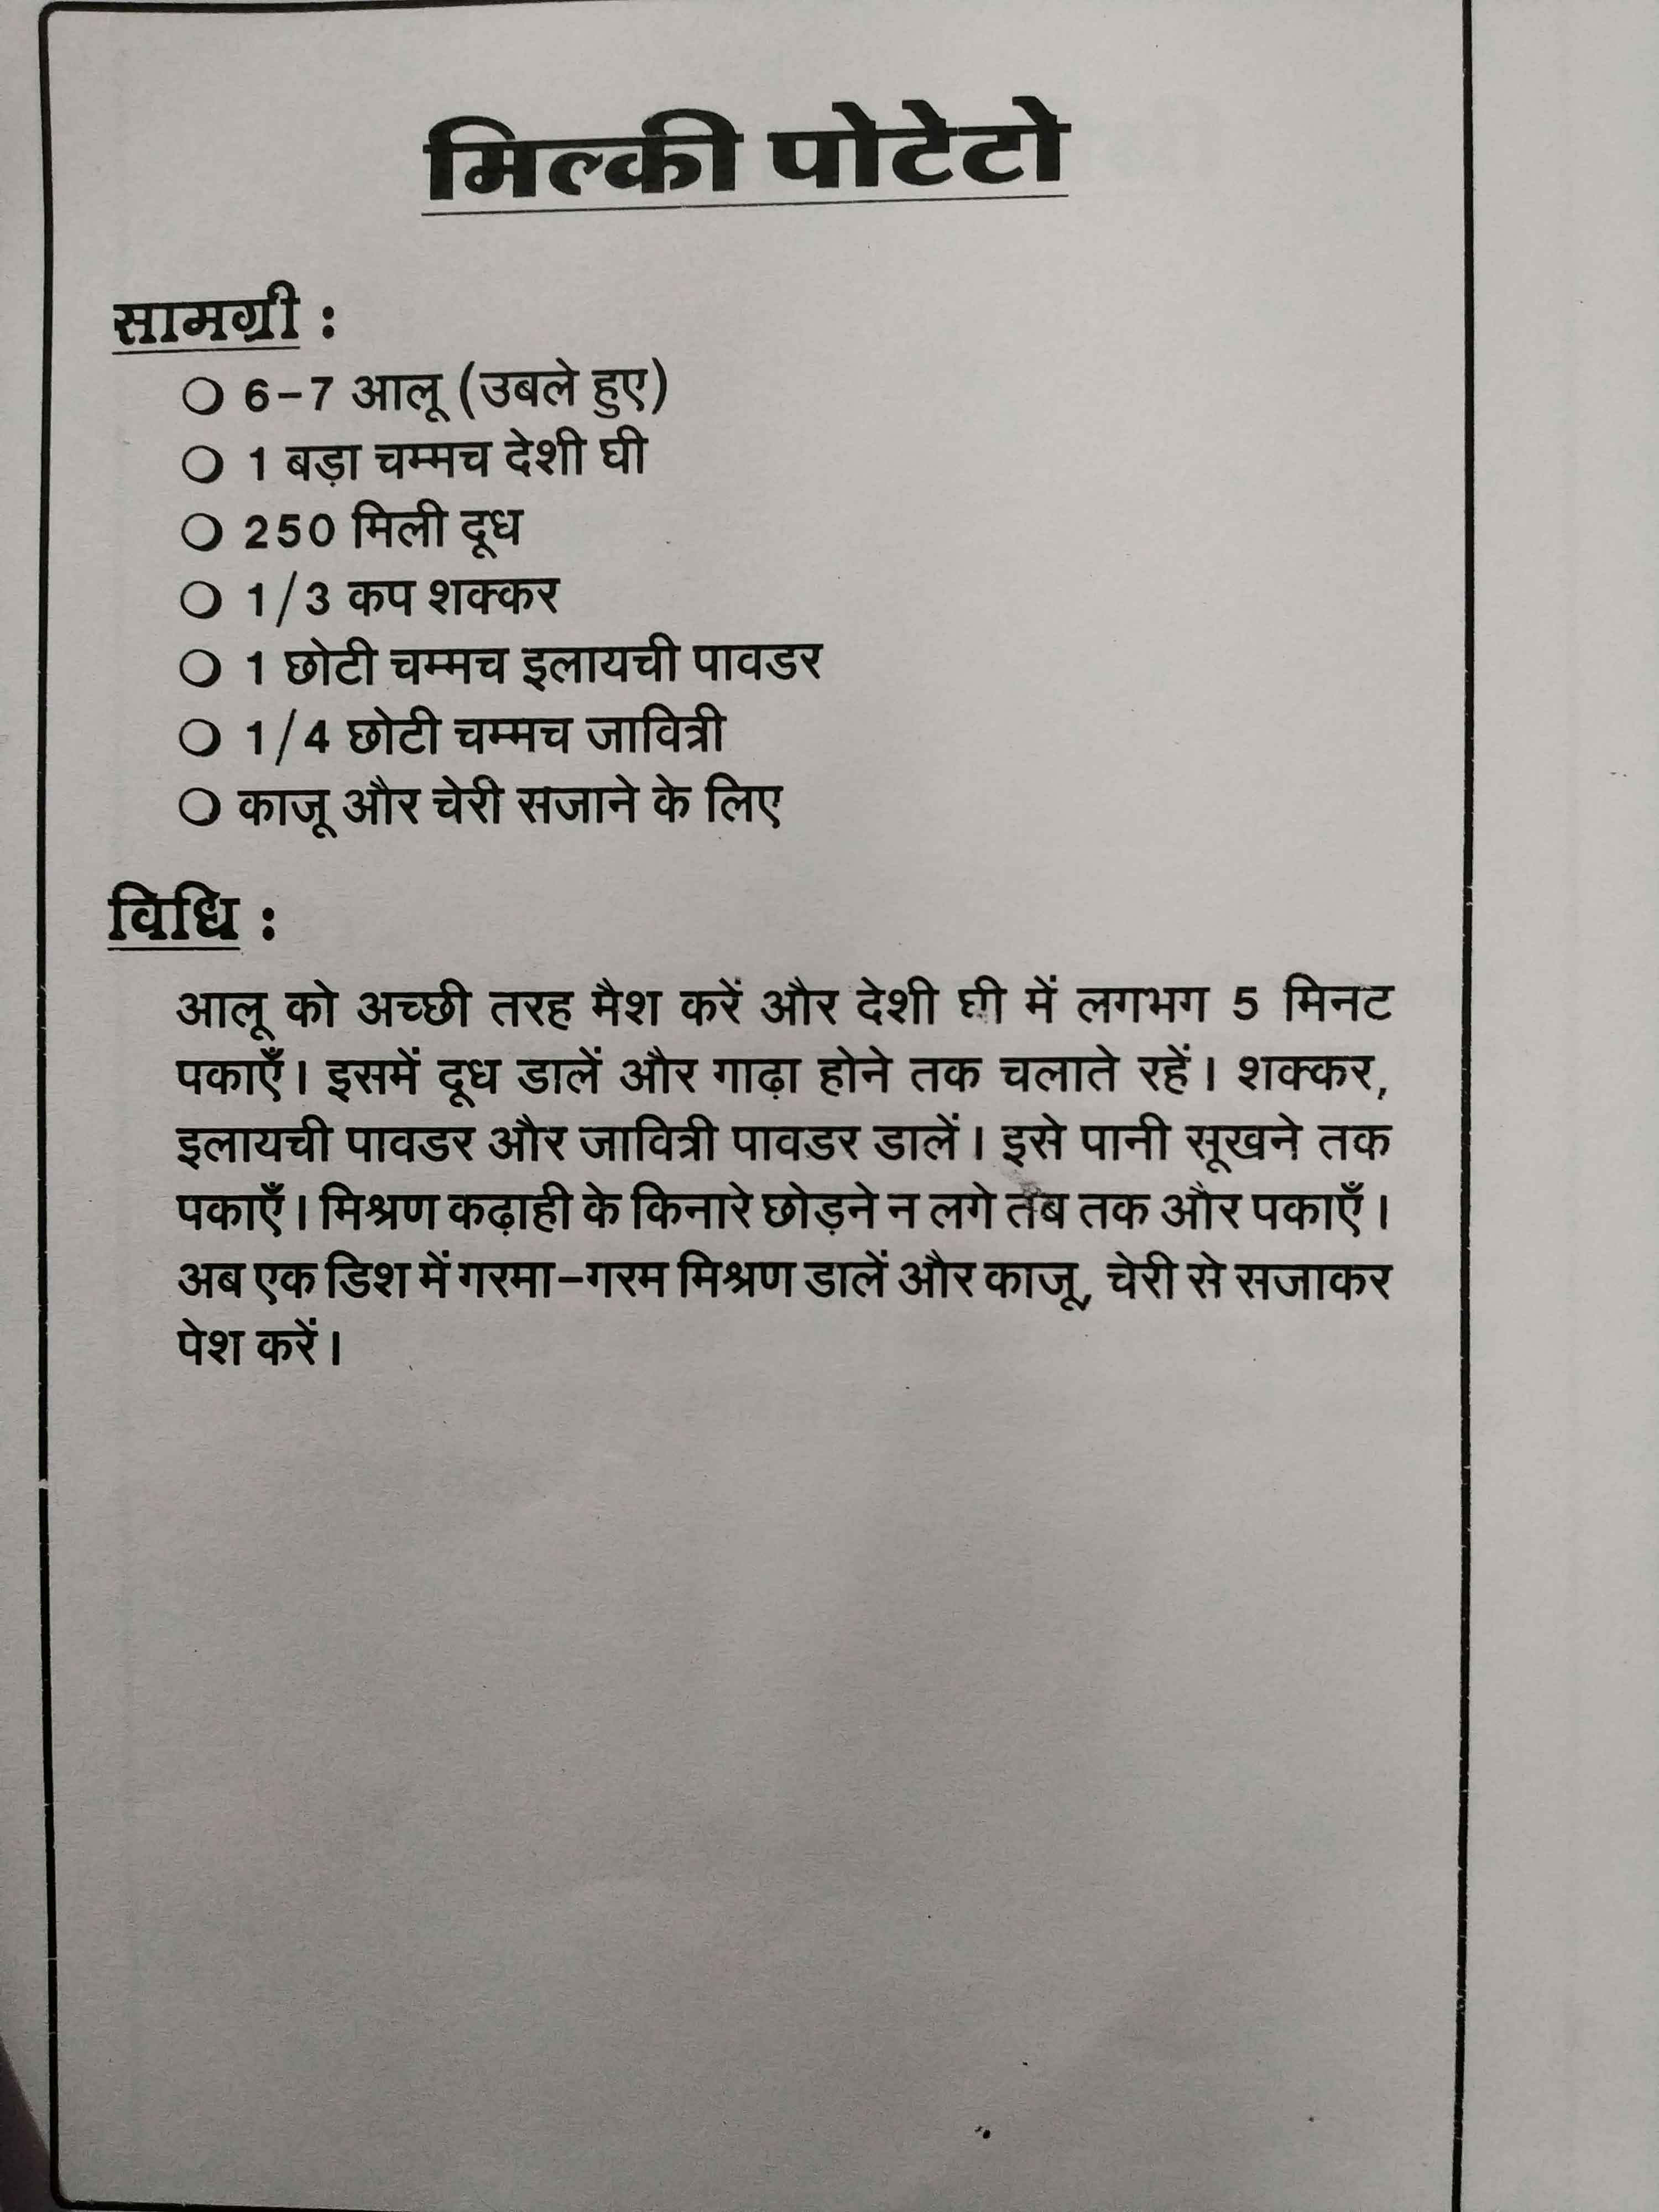 मिल्की पोटेटो
सामग्री :
○ 6-7 आलू (उबले हुए)
○ 1 बड़ा चम्मच देशी घी
○ 250 मिली दूध
○ 1/3 कप शक्कर
○ 1 छोटी चम्मच इलायची पावडर
○ 1/4 छोटी चम्मच जावित्री
○ काजू और चेरी सजाने के लिए
विधि :
आलू को अच्छी तरह मैश करें और देशी घी में लगभग 5 मिनट
पकाएँ। इसमें दूध डालें और गाढ़ा होने तक चलाते रहें। शक्कर,
इलायची पावडर और जावित्री पावडर डालें। इसे पानी सूखने तक
पकाएँ। मिश्रण कढ़ाही के किनारे छोड़ने न लगे तब तक और पकाएँ।
अब एक डिश में गरमा-गरम मिश्रण डालें और काजू, चेरी से सजाकर
पेश करें।